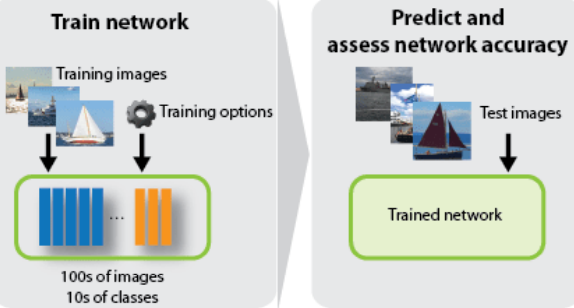 Train network
Training images
Training options
...
100s of images
10s of classes
Predict and
assess network accuracy
Test images
Trained network